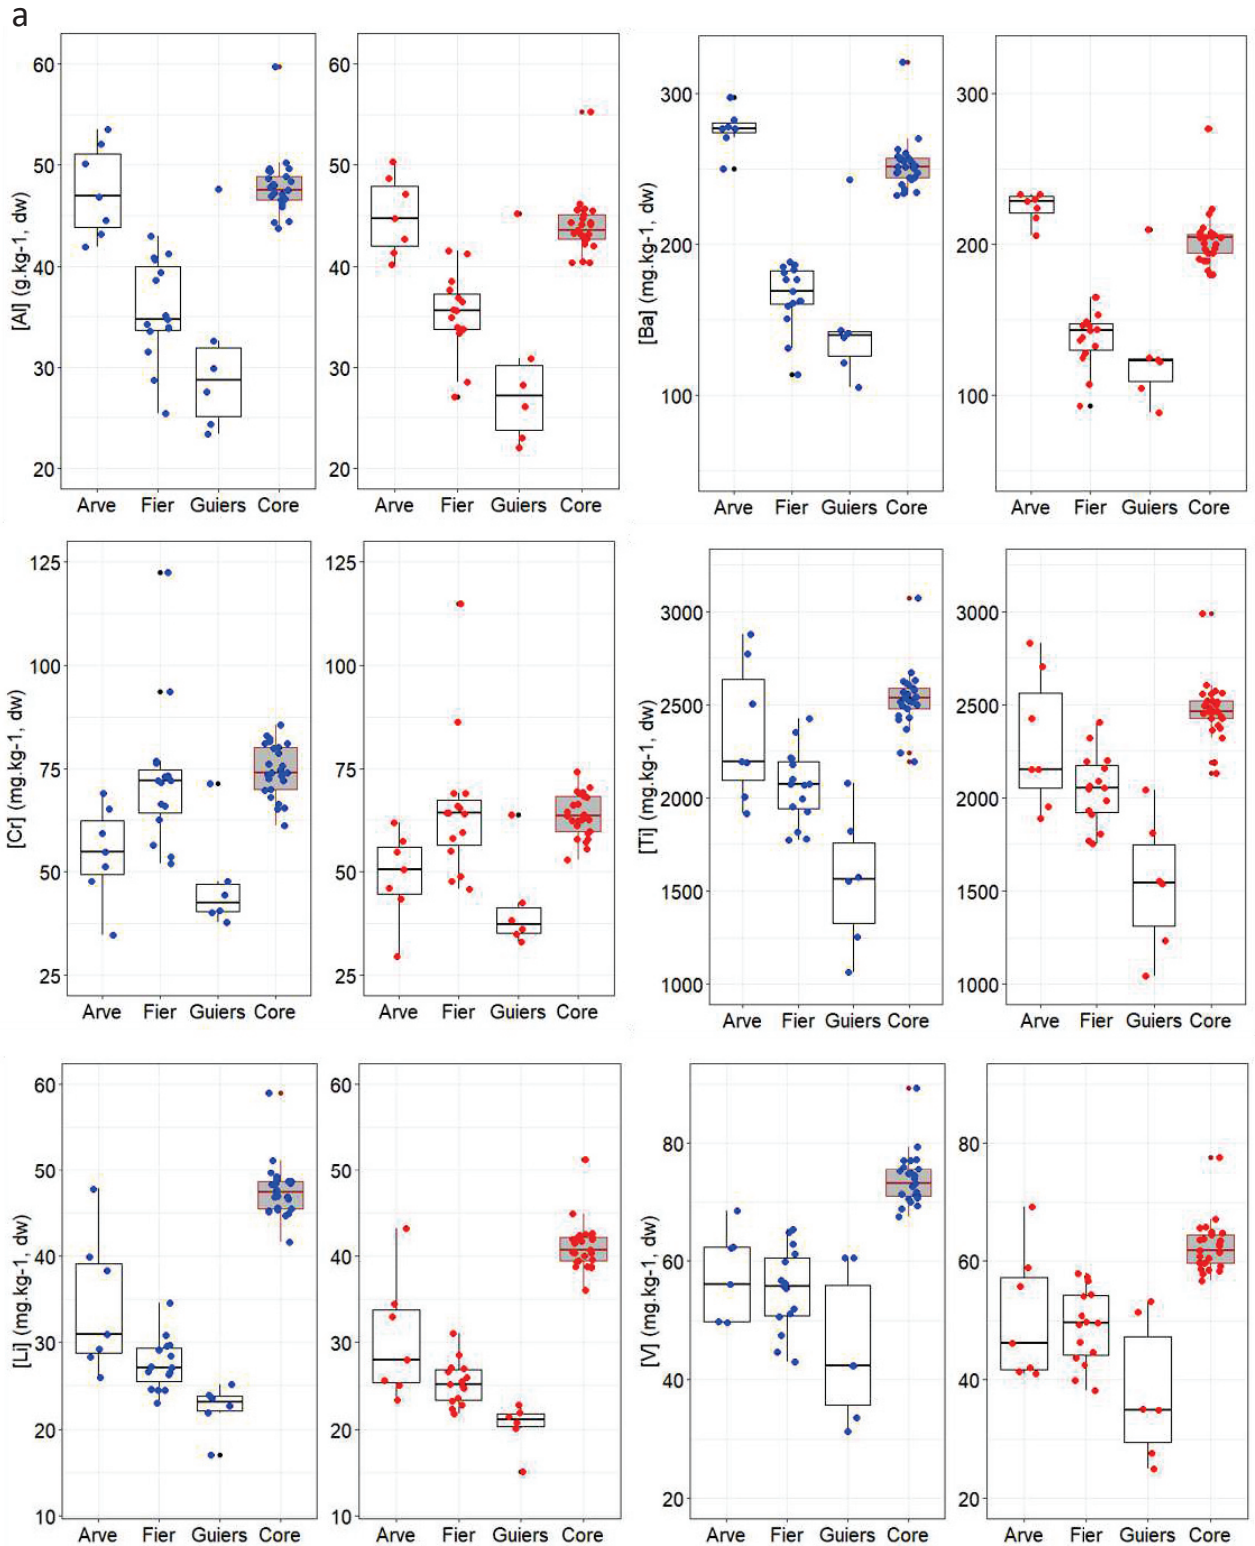 a
[Al] (g.kg-1, dw)
60
50
40
30
20
Arve Fier Guiers Core
60
50
40
30
20
Arve Fier Guiers Core
[Ba] (mg.kg-1, dw)
300
200
100
Arve Fier Guiers Core
300
200
100
Arve Fier Guiers Core
[Cr] (mg.kg-1, dw)
125
100
75
50
25
Arve Fier Guiers Core
125
100
75
50
25
Arve Fier Guiers Core
[Ti] (mg.kg-1, dw)
3000
2500
2000
1500
1000
Arve Fier Guiers Core
3000
2500
2000
1500
1000
Arve Fier Guiers Core
[Li] (mg.kg-1, dw)
60
50
40
30
20
10
Arve Fier Guiers Core
60
50
40
30
20
10
Arve Fier Guiers Core
[V] (mg.kg-1, dw)
80
60
40
20
Arve Fier Guiers Core
80
60
40
20
Arve Fier Guiers Core